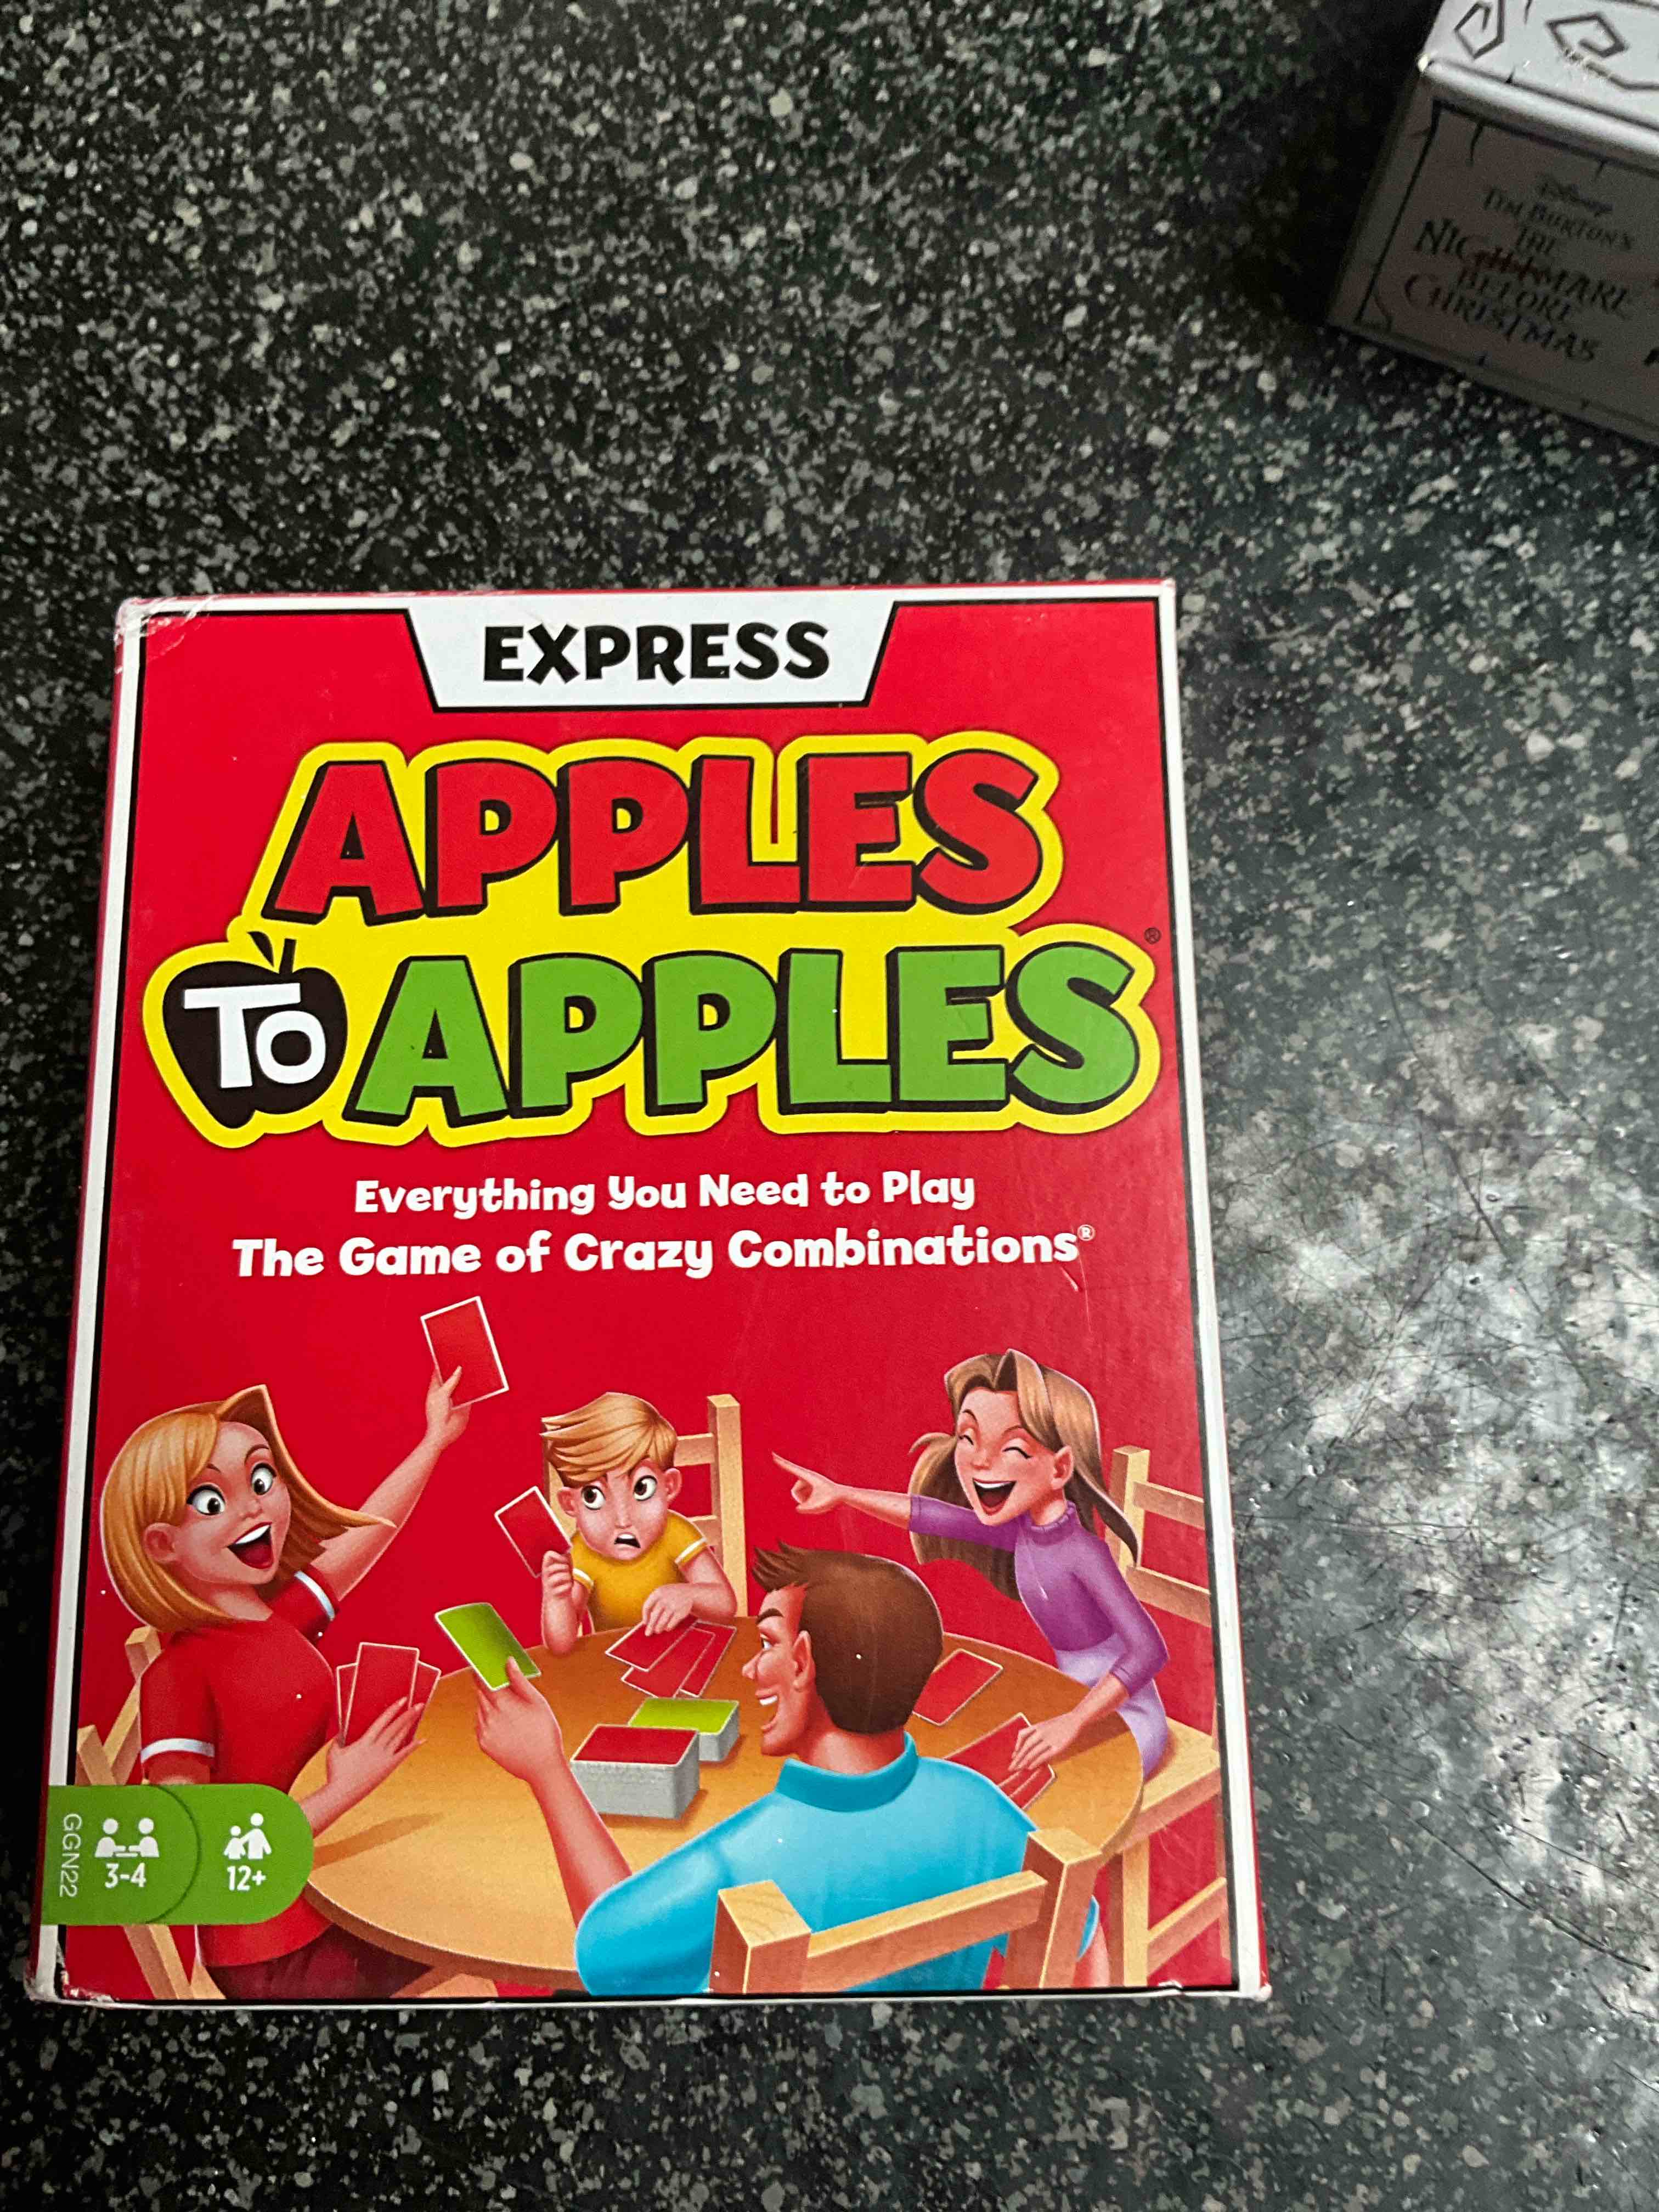 Disney
TIM BURTON'S
THE
NIGHTMARE
BEFORE
CHRISTMAS
EXPRESS
APPLES
TO APPLES®
Everything You Need to Play
The Game of Crazy Combinations®
GGN22
3-4
12+